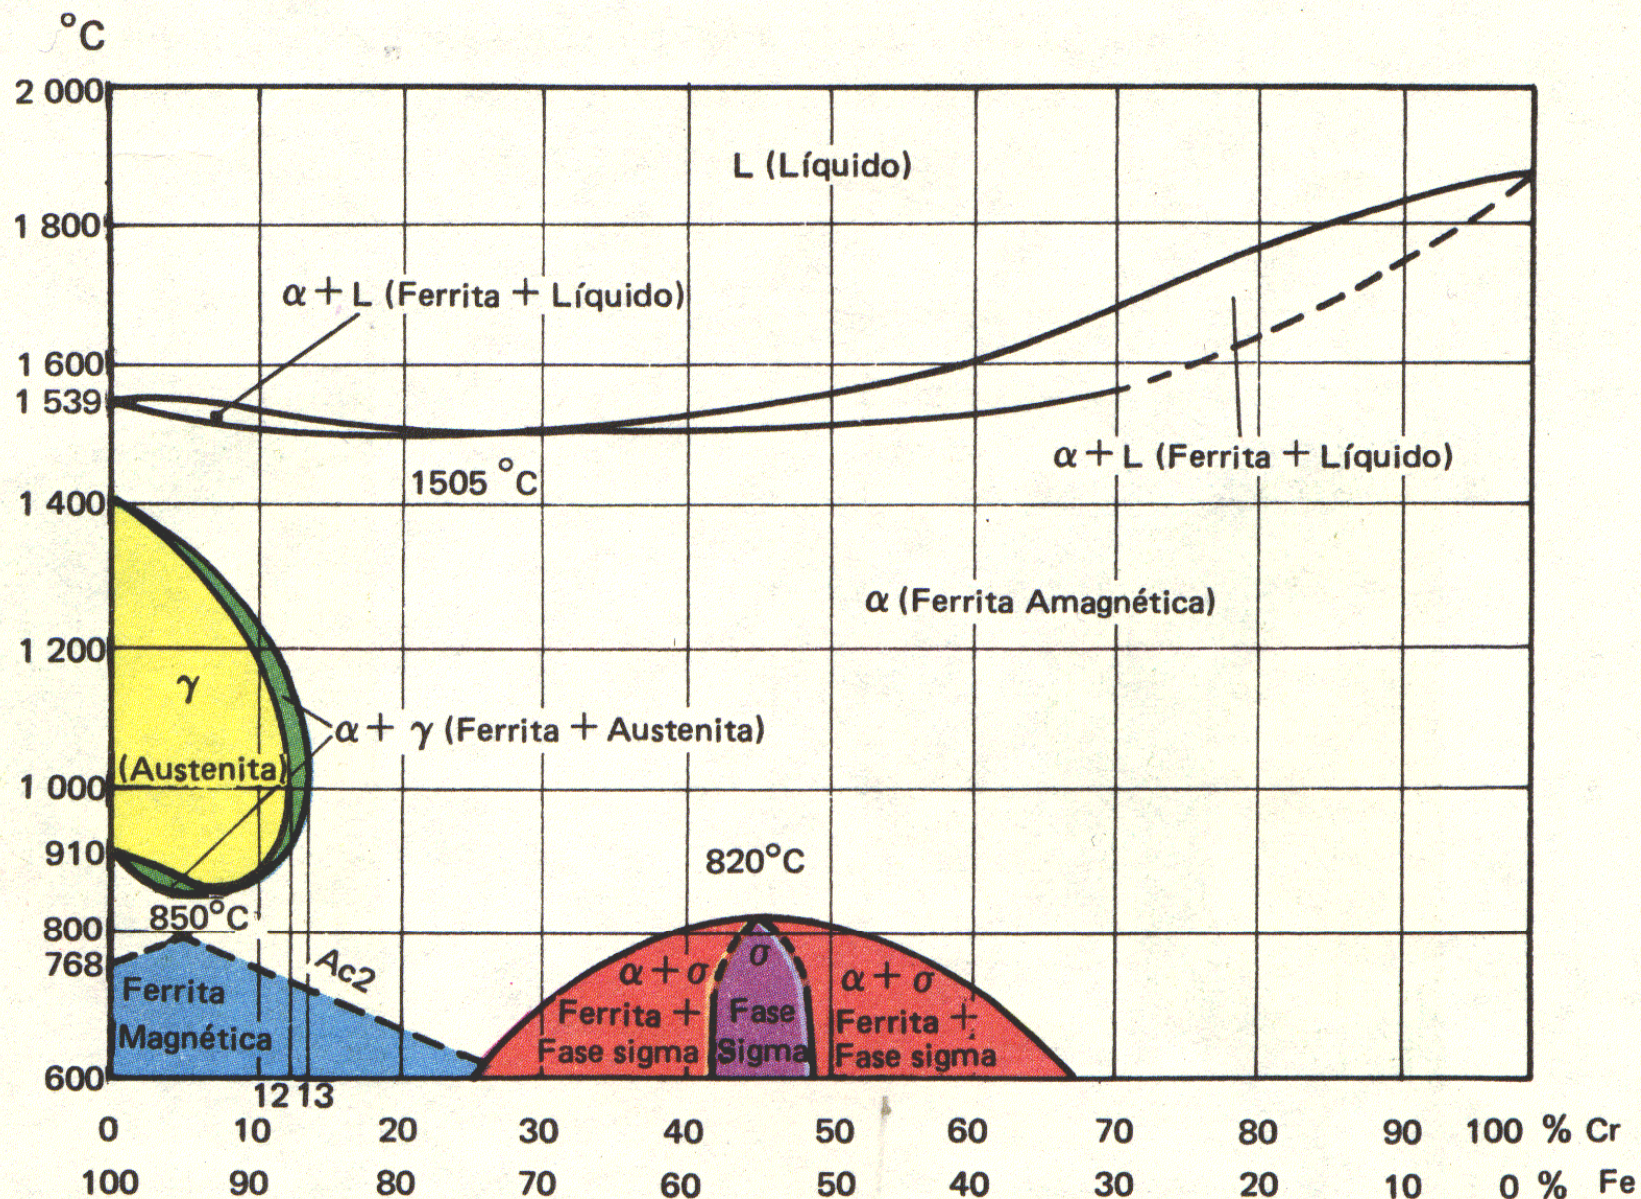 °C
2 000
L (Líquido)
1 800
α + L (Ferrita + Líquido)
1 600
1 539
α + L (Ferrita + Líquido)
1505 °C
1 400
α (Ferrita Amagnética)
1 200
γ
α + γ (Ferrita + Austenita)
(Austenita)
1 000
910
820°C
850°C
800
768
Ac2
σ
α + σ
α + σ
Ferrita
Magnética
Ferrita +
Fase sigma
Fase
Sigma
Ferrita +
Fase sigma
600
12 13
0 10 20 30 40 50 60 70 80 90 100 % Cr
100 90 80 70 60 50 40 30 20 10 0 % Fe